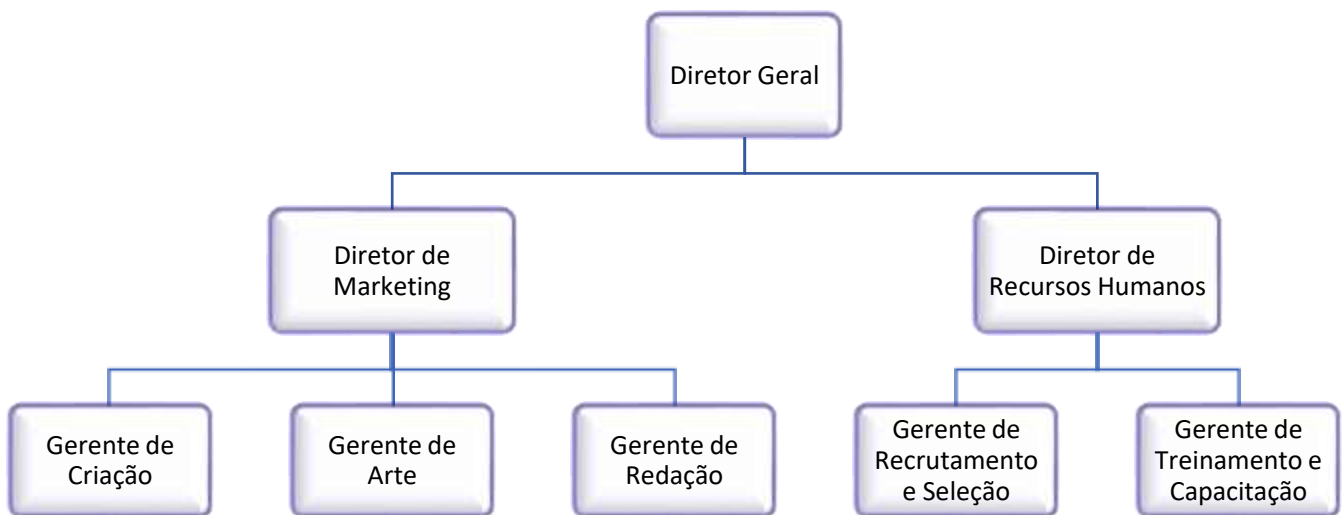 Diretor Geral
Diretor de
Marketing
Diretor de
Recursos Humanos
Gerente de
Criação
Gerente de
Arte
Gerente de
Redação
Gerente de
Recrutamento
e Seleção
Gerente de
Treinamento e
Capacitação